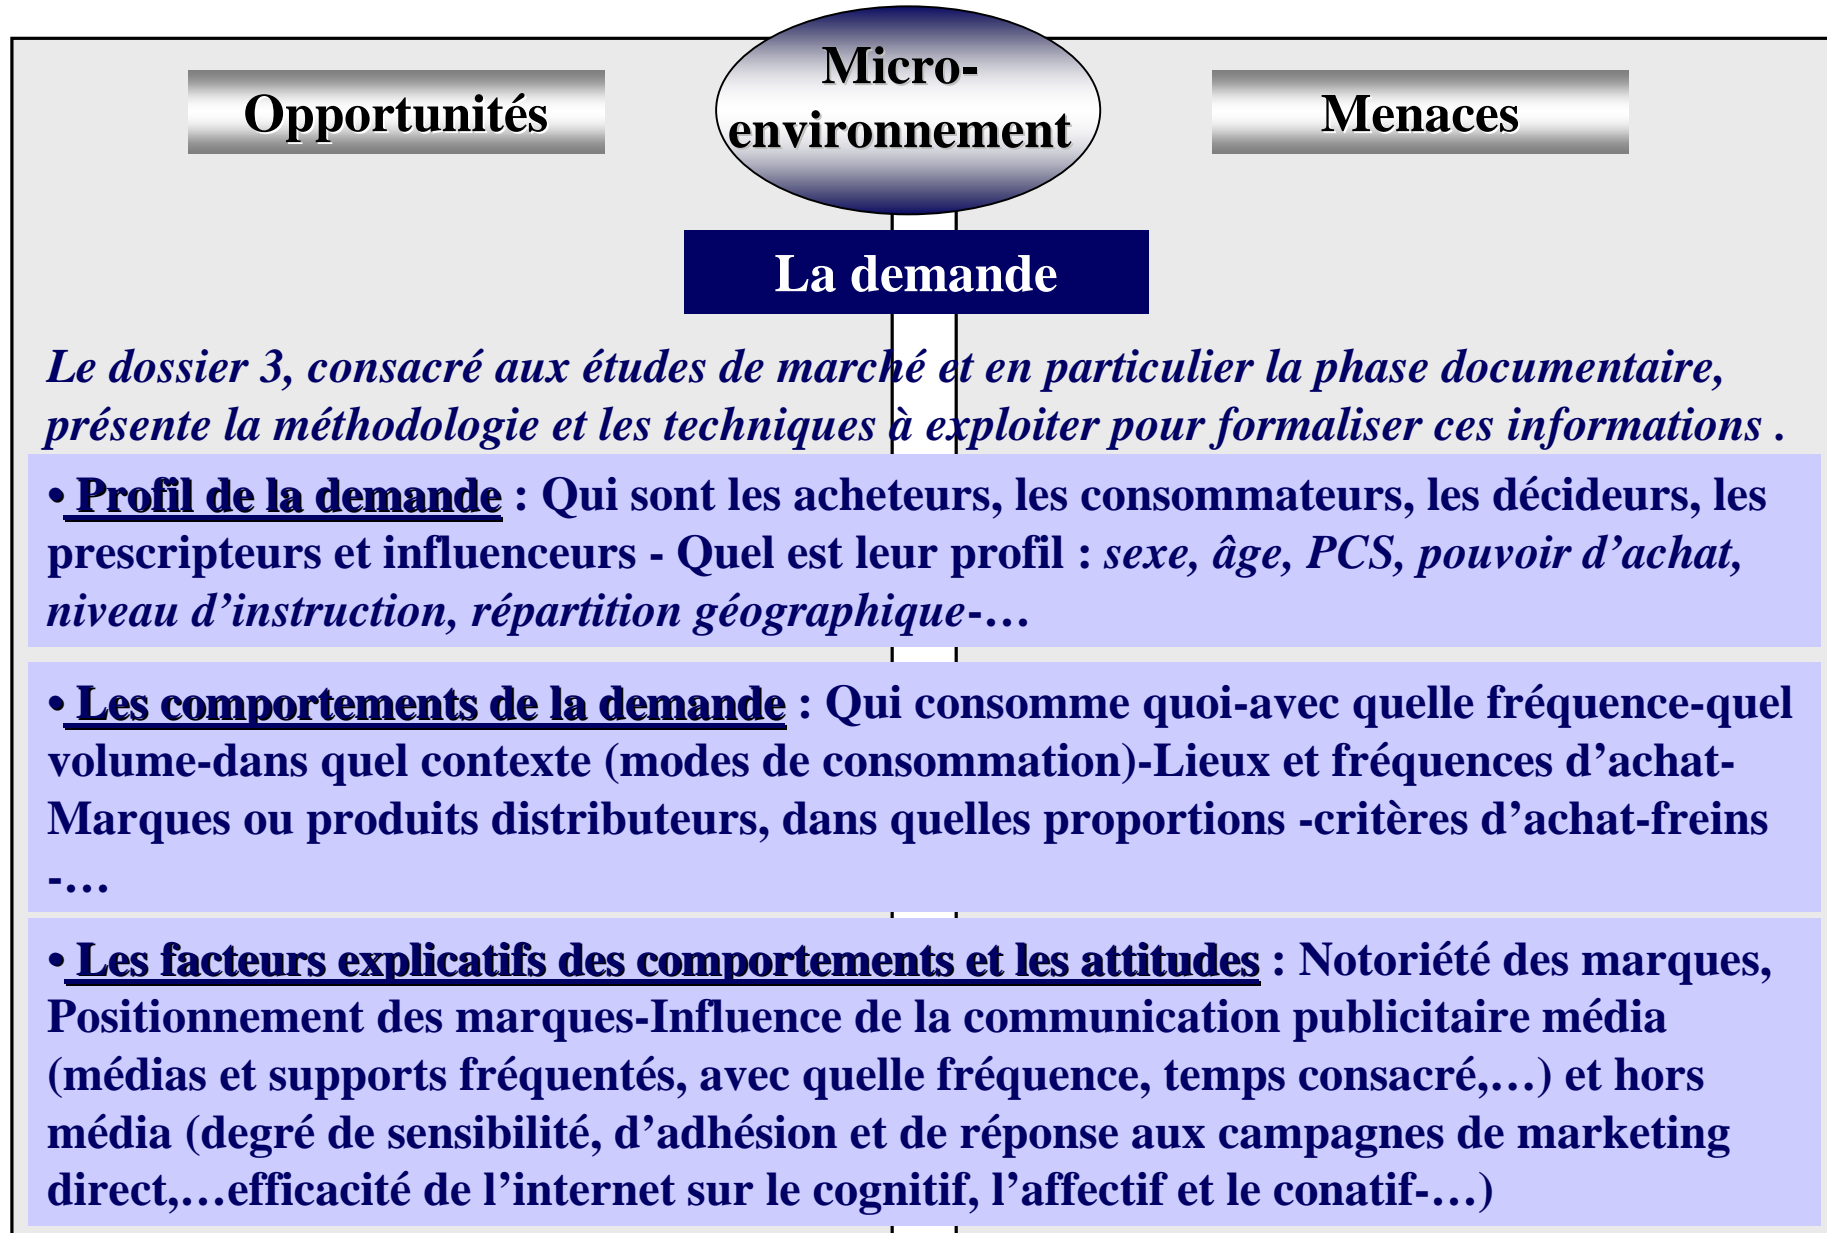 Opportunités
Micro-
environnement
Menaces
La demande
Le dossier 3, consacré aux études de marché et en particulier la phase documentaire,
présente la méthodologie et les techniques à exploiter pour formaliser ces informations .
• Profil de la demande : Qui sont les acheteurs, les consommateurs, les décideurs, les
prescripteurs et influenceurs - Quel est leur profil : sexe, âge, PCS, pouvoir d’achat,
niveau d’instruction, répartition géographique-…
• Les comportements de la demande : Qui consomme quoi-avec quelle fréquence-quel
volume-dans quel contexte (modes de consommation)-Lieux et fréquences d’achat-
Marques ou produits distributeurs, dans quelles proportions -critères d’achat-freins
-…
• Les facteurs explicatifs des comportements et les attitudes : Notoriété des marques,
Positionnement des marques-Influence de la communication publicitaire média
(médias et supports fréquentés, avec quelle fréquence, temps consacré,…) et hors
média (degré de sensibilité, d’adhésion et de réponse aux campagnes de marketing
direct,…efficacité de l’internet sur le cognitif, l’affectif et le conatif-…)